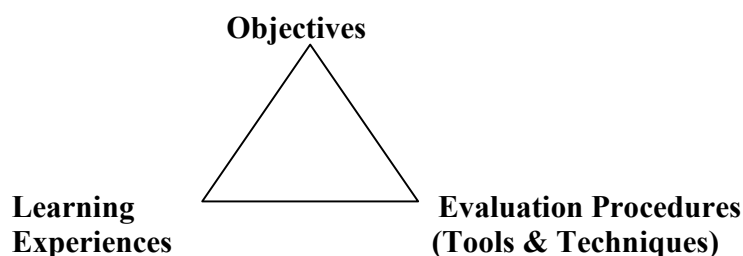 Objectives
Learning Evaluation Procedures
Experiences (Tools & Techniques)